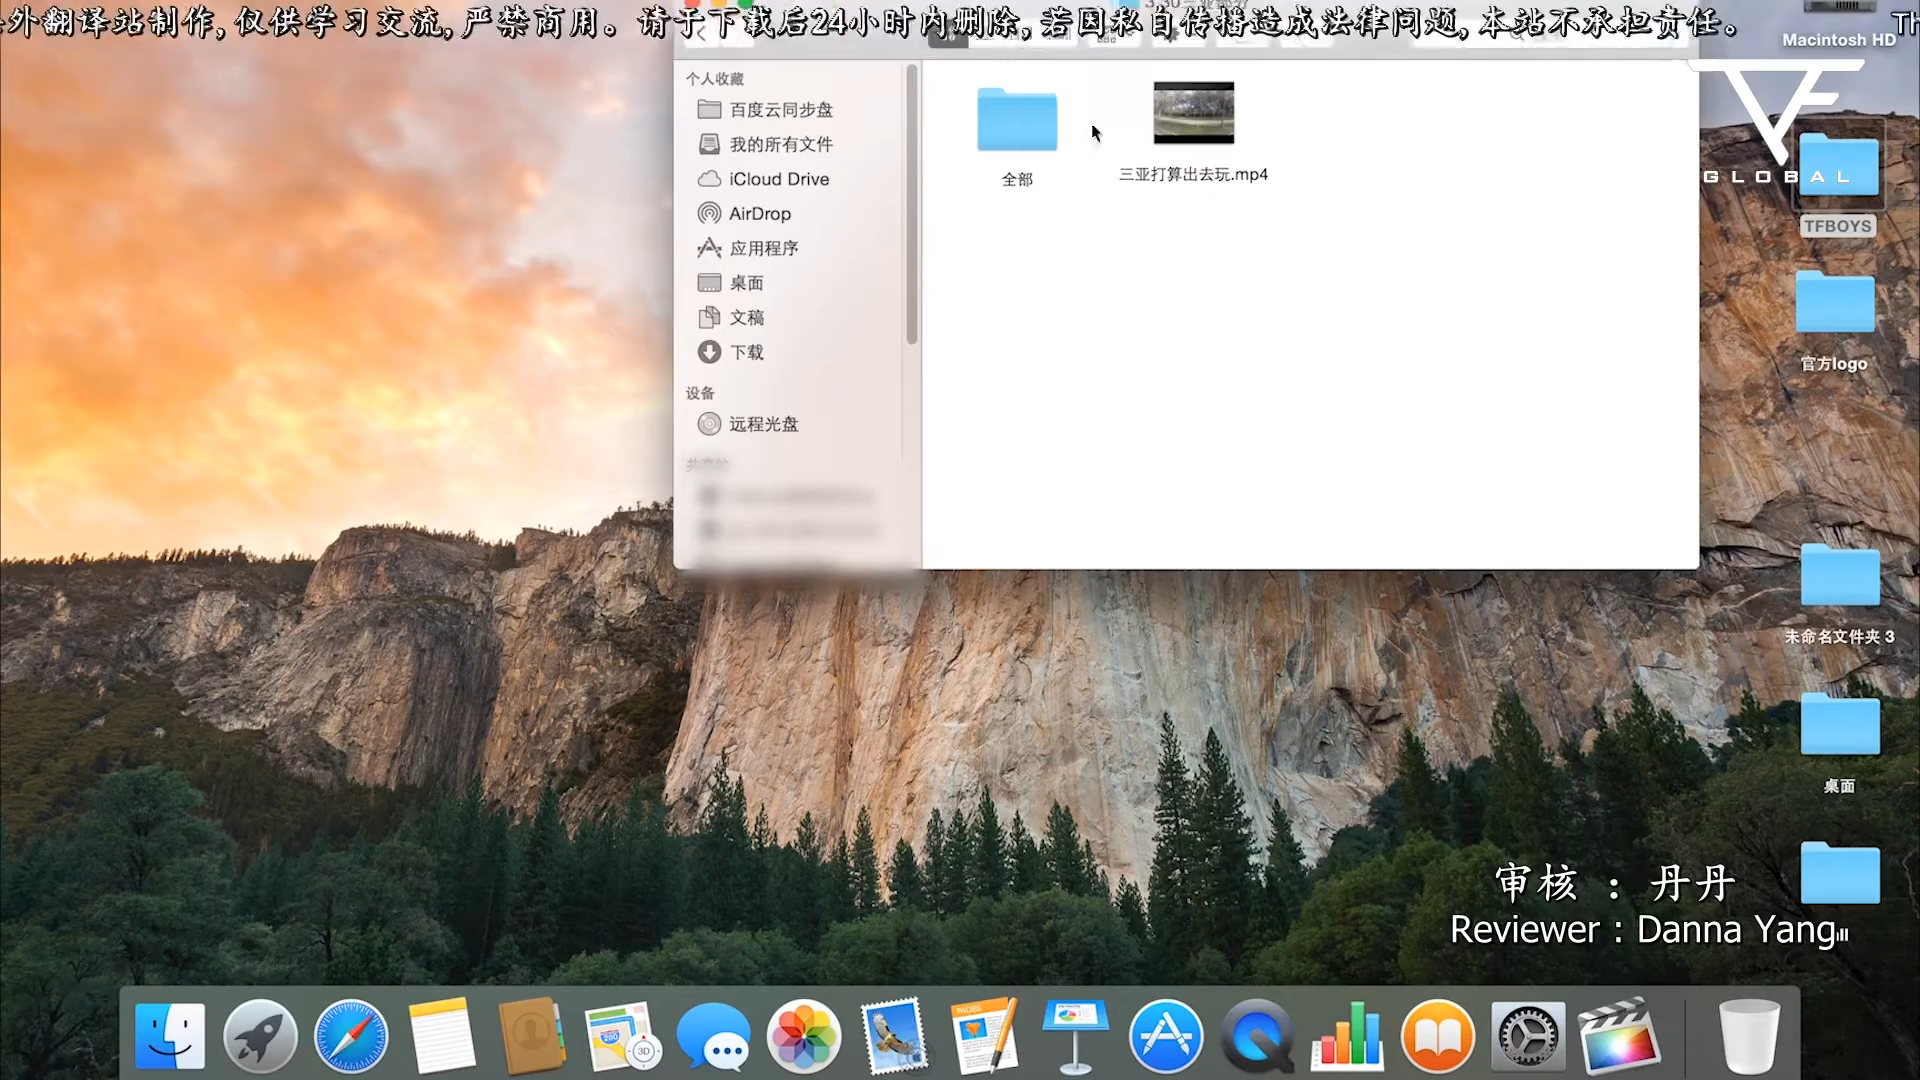 外翻译站制作,仅供学习交流,严禁商用。请于下载后24小时内删除,若因私自传播造成法律问题,本站不承担责任。
Macintosh HD
个人收藏
百度云同步盘
我的所有文件
iCloud Drive
AirDrop
应用程序
桌面
文稿
下载
设备
远程光盘
全部
三亚打算出去玩.mp4
TF
GLOBAL
TFBOYS
官方logo
未命名文件夹 3
桌面
审核 : 丹丹
Reviewer : Danna Yang
PAGES
3D